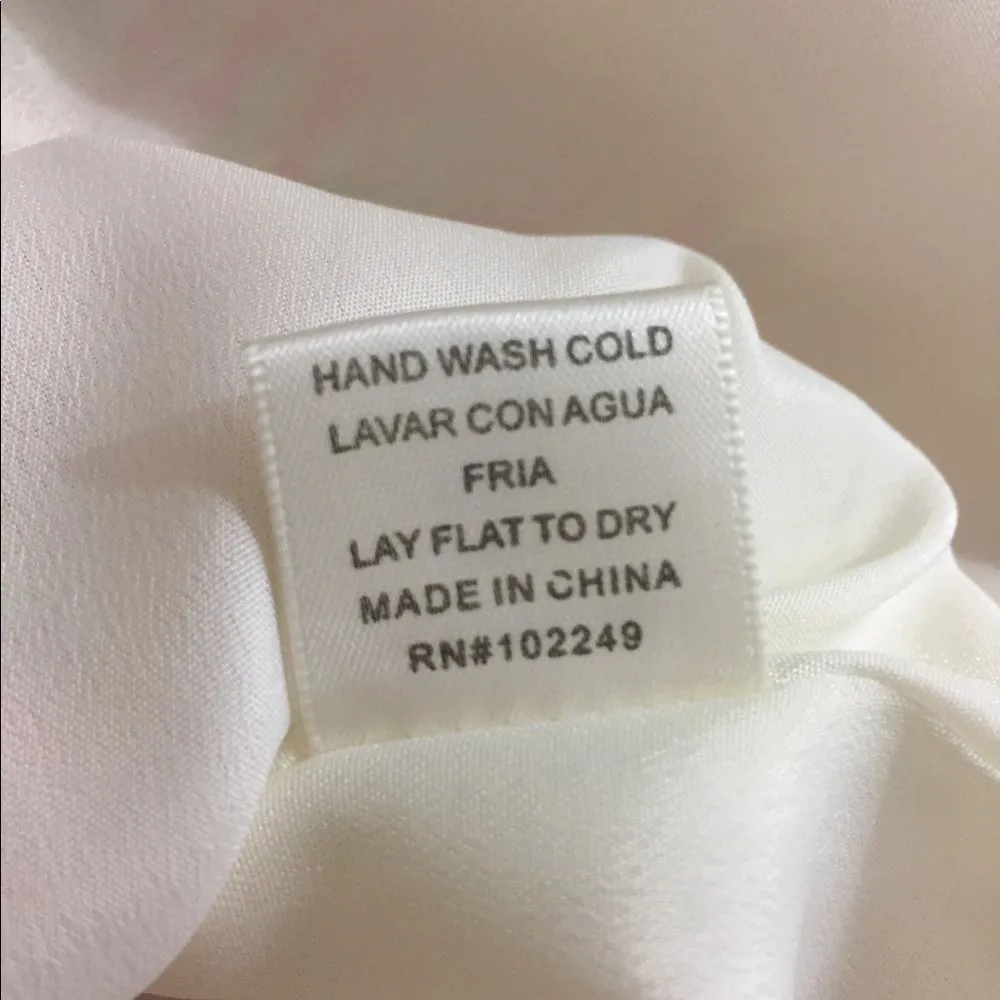 HAND WASH COLD
LAVAR CON AGUA
FRIA
LAY FLAT TO DRY
MADE IN CHINA
RN#102249